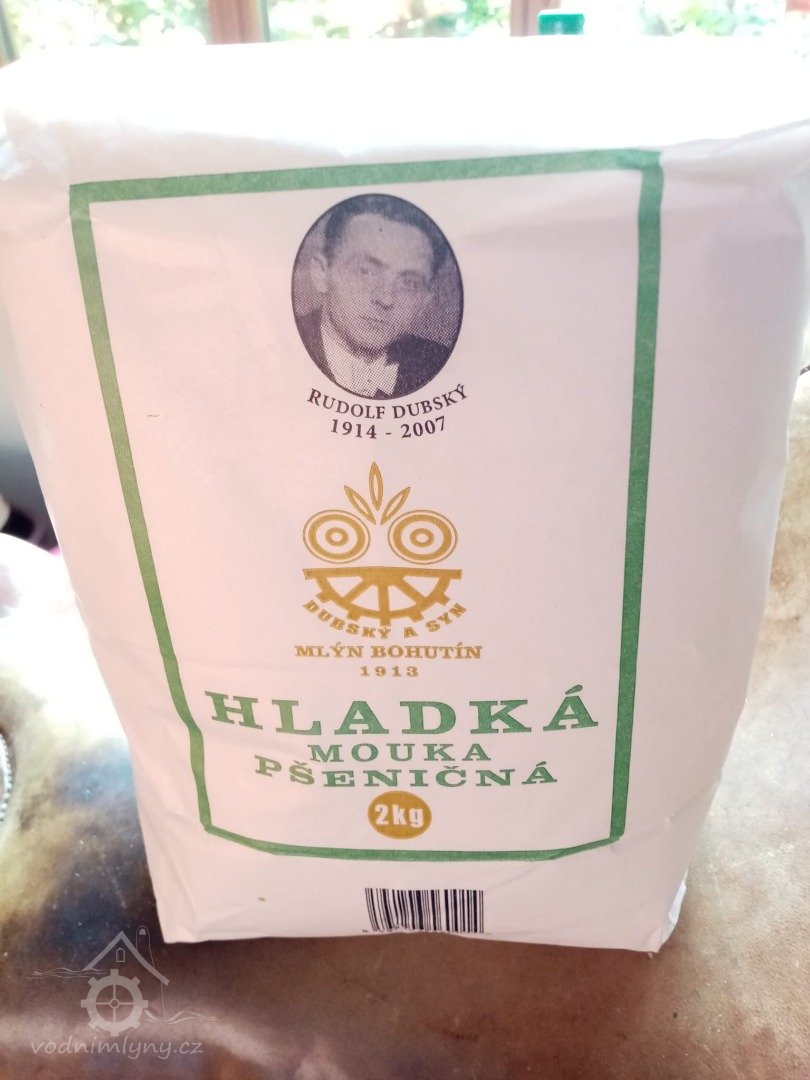 RUDOLF DUBSKÝ
1914 - 2007
DUBSKÝ A SYN
MLÝN BOHUTÍN
1913
HLADKÁ
MOUKA
PŠENIČNÁ
2kg
vodnimlyny.cz